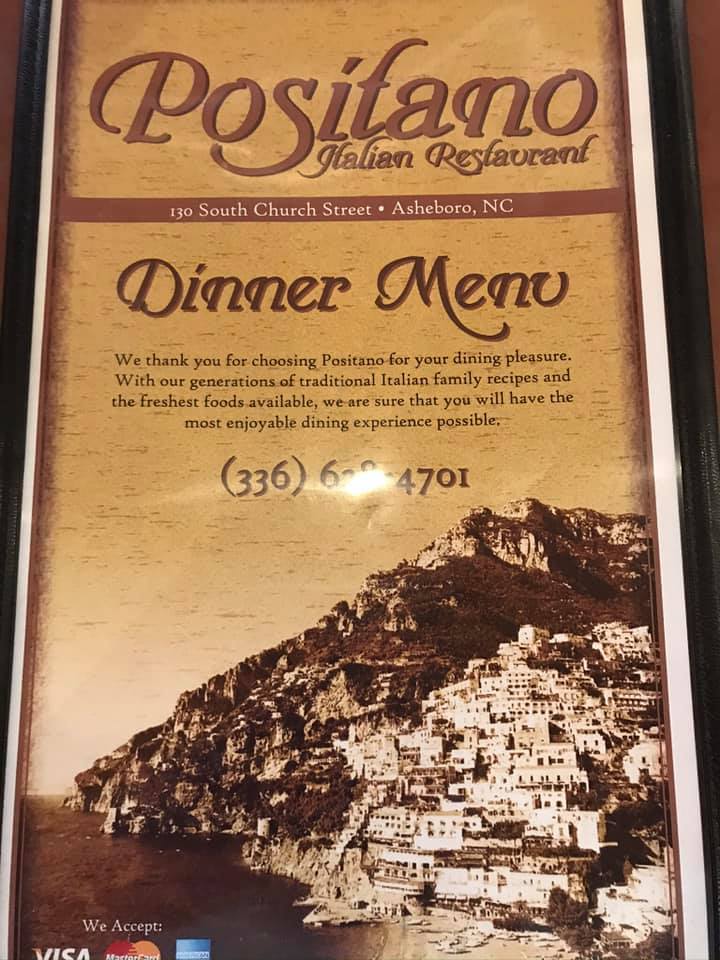 Positano
Italian Restaurant
130 South Church Street • Asheboro, NC
Dinner Menu
We thank you for choosing Positano for your dining pleasure.
With our generations of traditional Italian family recipes and
the freshest foods available, we are sure that you will have the
most enjoyable dining experience possible.
(336) 4701
We Accept:
VISA MasterCard AMERICAN